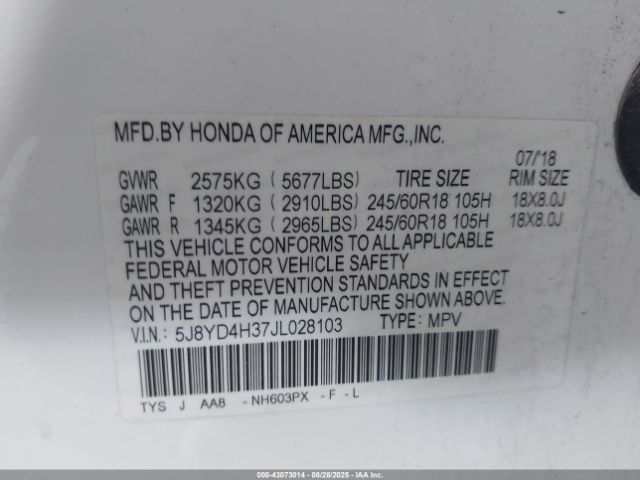 MFD.BY HONDA OF AMERICA MFG.,INC.
07/'18
GVWR 2575KG ( 5677LBS) TIRE SIZE RIM SIZE
GAWR F 1320KG ( 2910LBS) 245/60R18 105H 18X8.0J
GAWR R 1345KG ( 2965LBS) 245/60R18 105H 18X8.0J
THIS VEHICLE CONFORMS TO ALL APPLICABLE
FEDERAL MOTOR VEHICLE SAFETY
AND THEFT PREVENTION STANDARDS IN EFFECT
ON THE DATE OF MANUFACTURE SHOWN ABOVE.
V.I.N.: 5J8YD4H37JL028103 TYPE: MPV
TYS J AA8 - NH603PX - F - L
000-43073014 - 08/28/2025 - IAA Inc.